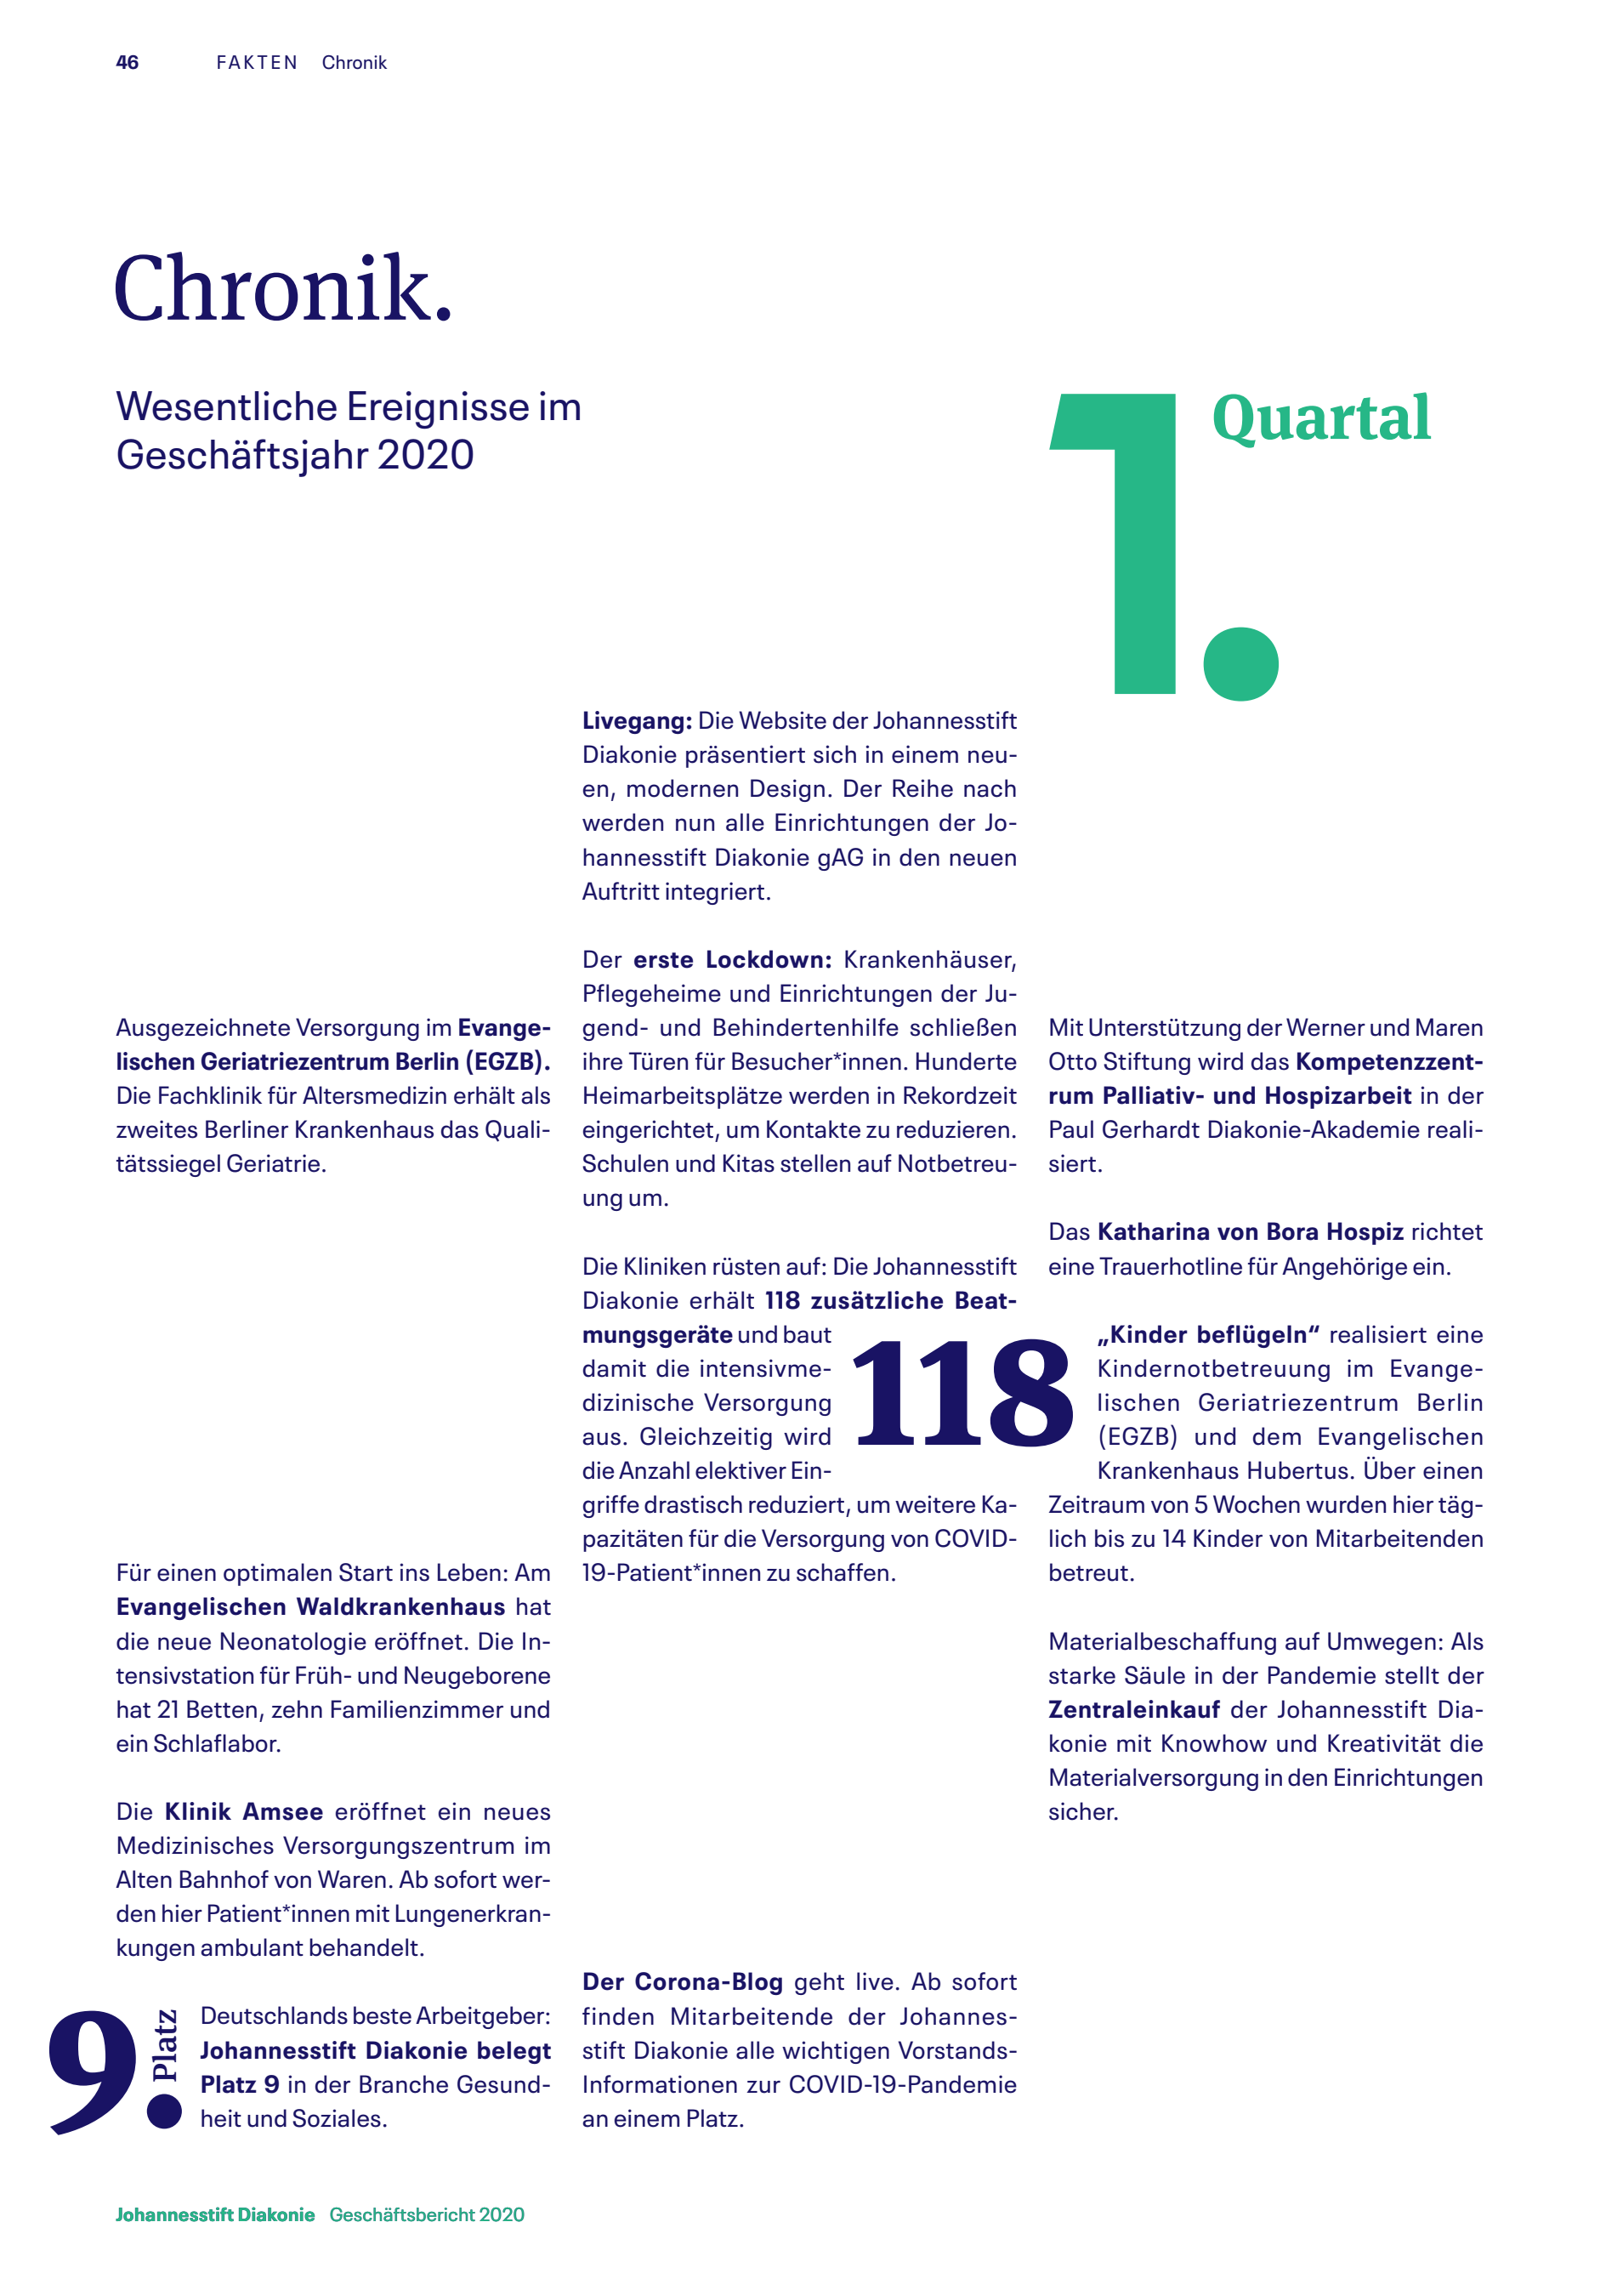 46 FAKTEN Chronik
Chronik.
Wesentliche Ereignisse im
Geschäftsjahr 2020
1. Quartal
Ausgezeichnete Versorgung im Evange-
lischen Geriatriezentrum Berlin (EGZB).
Die Fachklinik für Altersmedizin erhält als
zweites Berliner Krankenhaus das Quali-
tätssiegel Geriatrie.
Für einen optimalen Start ins Leben: Am
Evangelischen Waldkrankenhaus hat
die neue Neonatologie eröffnet. Die In-
tensivstation für Früh- und Neugeborene
hat 21 Betten, zehn Familienzimmer und
ein Schlaflabor.
Die Klinik Amsee eröffnet ein neues
Medizinisches Versorgungszentrum im
Alten Bahnhof von Waren. Ab sofort wer-
den hier Patient*innen mit Lungenerkran-
kungen ambulant behandelt.
9. Platz
Deutschlands beste Arbeitgeber:
Johannesstift Diakonie belegt
Platz 9 in der Branche Gesund-
heit und Soziales.
Livegang: Die Website der Johannesstift
Diakonie präsentiert sich in einem neu-
en, modernen Design. Der Reihe nach
werden nun alle Einrichtungen der Jo-
hannesstift Diakonie gAG in den neuen
Auftritt integriert.
Der erste Lockdown: Krankenhäuser,
Pflegeheime und Einrichtungen der Ju-
gend- und Behindertenhilfe schließen
ihre Türen für Besucher*innen. Hunderte
Heimarbeitsplätze werden in Rekordzeit
eingerichtet, um Kontakte zu reduzieren.
Schulen und Kitas stellen auf Notbetreu-
ung um.
Die Kliniken rüsten auf: Die Johannesstift
Diakonie erhält 118 zusätzliche Beat-
mungsgeräte und baut
damit die intensivme-
dizinische Versorgung
aus. Gleichzeitig wird
die Anzahl elektiver Ein-
griffe drastisch reduziert, um weitere Ka-
pazitäten für die Versorgung von COVID-
19-Patient*innen zu schaffen.
118
Der Corona-Blog geht live. Ab sofort
finden Mitarbeitende der Johannes-
stift Diakonie alle wichtigen Vorstands-
Informationen zur COVID-19-Pandemie
an einem Platz.
Mit Unterstützung der Werner und Maren
Otto Stiftung wird das Kompetenzzent-
rum Palliativ- und Hospizarbeit in der
Paul Gerhardt Diakonie-Akademie reali-
siert.
Das Katharina von Bora Hospiz richtet
eine Trauerhotline für Angehörige ein.
„Kinder beflügeln“ realisiert eine
Kindernotbetreuung im Evange-
lischen Geriatriezentrum Berlin
(EGZB) und dem Evangelischen
Krankenhaus Hubertus. Über einen
Zeitraum von 5 Wochen wurden hier täg-
lich bis zu 14 Kinder von Mitarbeitenden
betreut.
Materialbeschaffung auf Umwegen: Als
starke Säule in der Pandemie stellt der
Zentraleinkauf der Johannesstift Dia-
konie mit Knowhow und Kreativität die
Materialversorgung in den Einrichtungen
sicher.
Johannesstift Diakonie Geschäftsbericht 2020